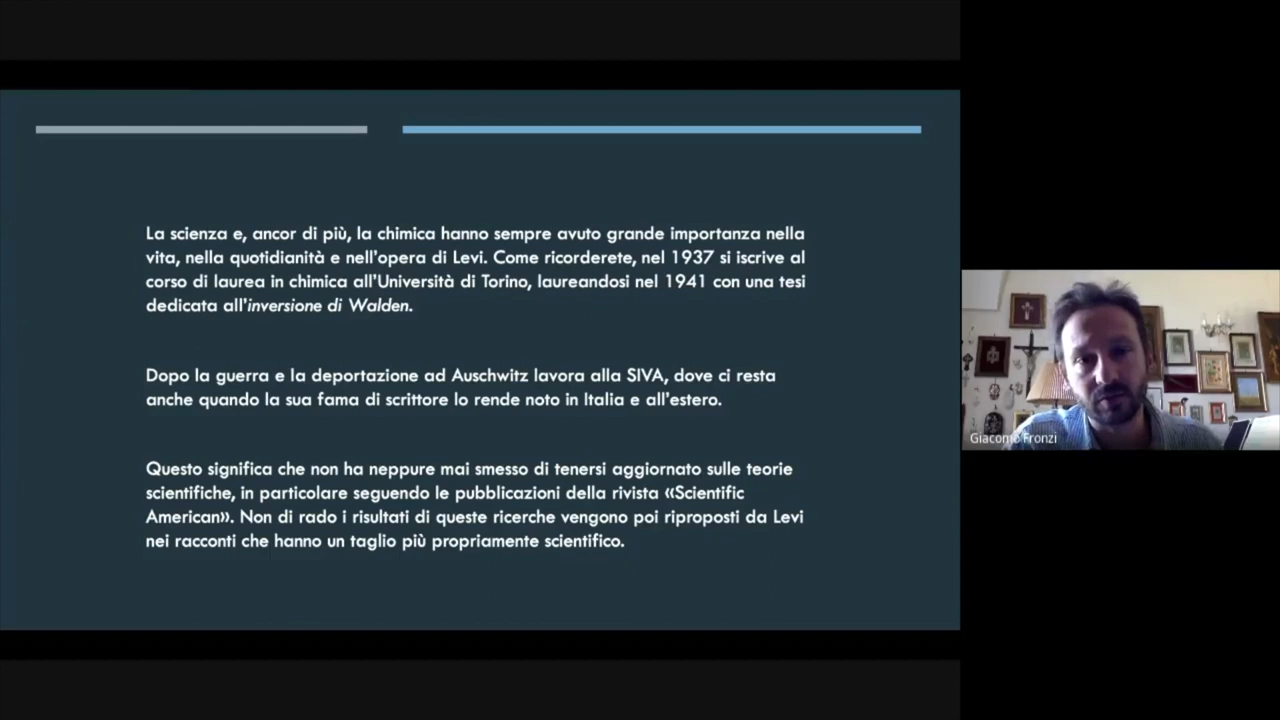 La scienza e, ancor di più, la chimica hanno sempre avuto grande importanza nella
vita, nella quotidianità e nell'opera di Levi. Come ricorderete, nel 1937 si iscrive al
corso di laurea in chimica all'Università di Torino, laureandosi nel 1941 con una tesi
dedicata all'inversione di Walden.
Dopo la guerra e la deportazione ad Auschwitz lavora alla SIVA, dove ci resta
anche quando la sua fama di scrittore lo rende noto in Italia e all'estero.
Questo significa che non ha neppure mai smesso di tenersi aggiornato sulle teorie
scientifiche, in particolare seguendo le pubblicazioni della rivista «Scientific
American». Non di rado i risultati di queste ricerche vengono poi riproposti da Levi
nei racconti che hanno un taglio più propriamente scientifico.
Giacomo Fronzi